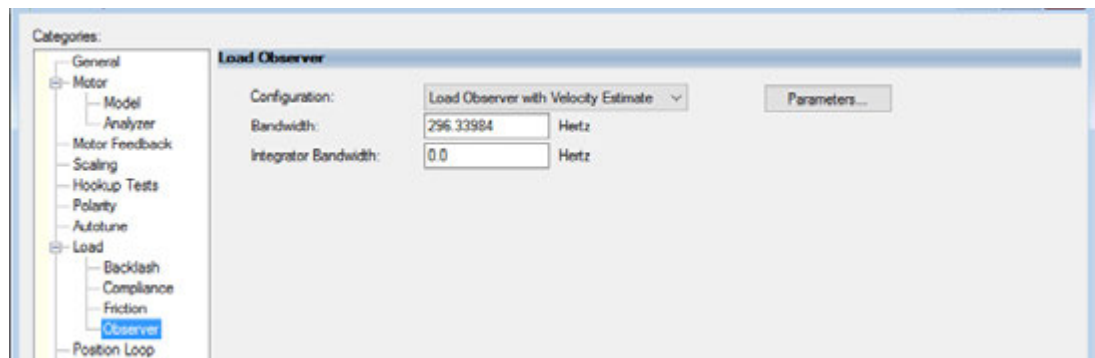 Categories:
General
Motor
Model
Analyzer
Motor Feedback
Scaling
Hookup Tests
Polarity
Autotune
Load
Backlash
Compliance
Friction
Observer
Position Loop
Load Observer
Configuration: Load Observer with Velocity Estimate Parameters...
Bandwidth: 296.33984 Hertz
Integrator Bandwidth: 0.0 Hertz